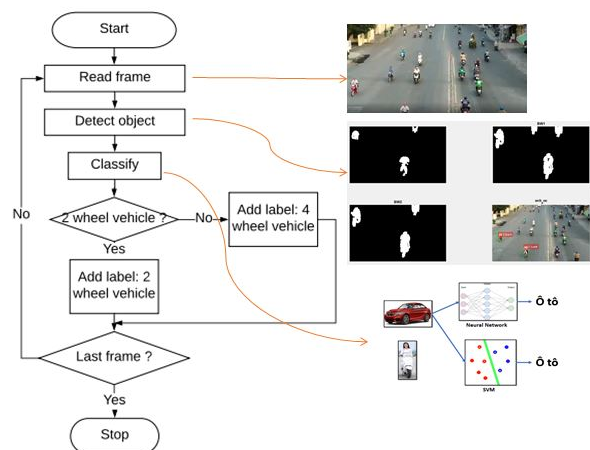 Start
Read frame
Detect object
Classify
2 wheel vehicle ?
No
Add label: 4
wheel vehicle
No
Yes
Add label: 2
wheel vehicle
Last frame ?
Yes
Stop
Neural Network
Ô tô
SVM
Ô tô